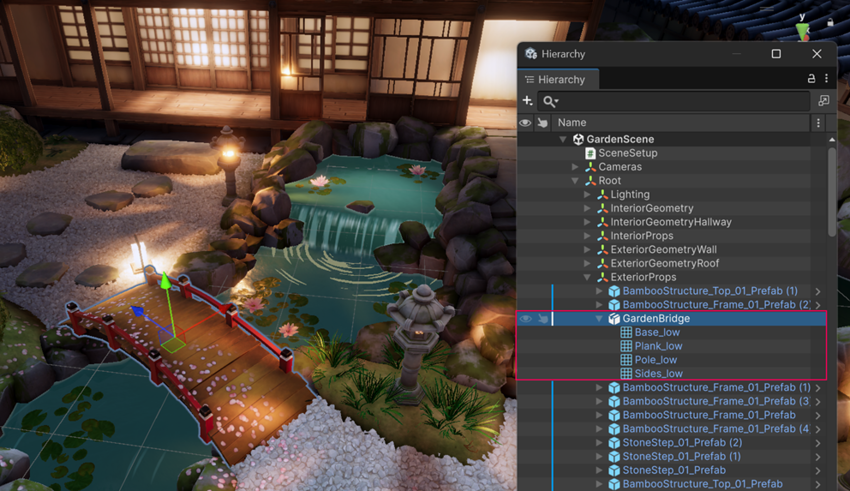 y
Hierarchy
Hierarchy
Name
GardenScene
SceneSetup
Cameras
Root
Lighting
InteriorGeometry
InteriorGeometryHallway
InteriorProps
ExteriorGeometryWall
ExteriorGeometryRoof
ExteriorProps
BambooStructure_Top_01_Prefab (1)
BambooStructure_Frame_01_Prefab (2)
GardenBridge
Base_low
Plank_low
Pole_low
Sides_low
BambooStructure_Frame_01_Prefab (1)
BambooStructure_Frame_01_Prefab (3)
BambooStructure_Frame_01_Prefab
BambooStructure_Frame_01_Prefab (4)
StoneStep_01_Prefab (2)
StoneStep_01_Prefab (1)
StoneStep_01_Prefab
BambooStructure_Top_01_Prefab